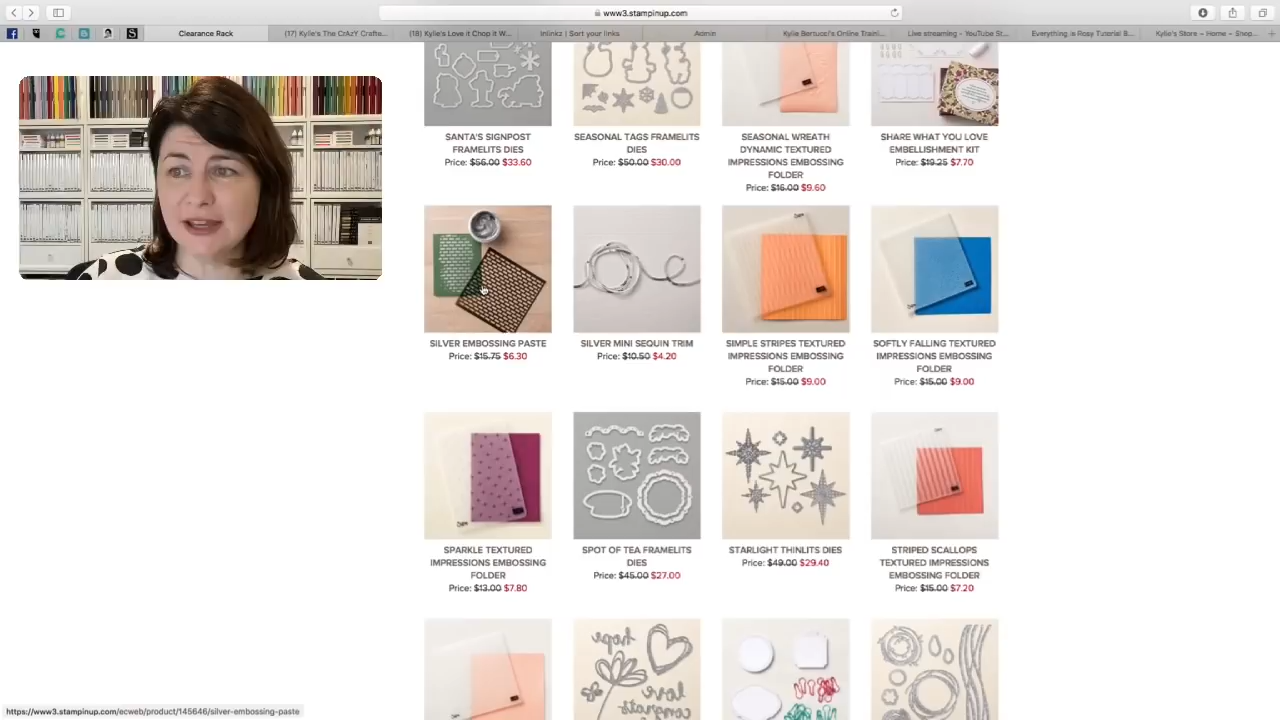 www3.stampinup.com
Clearance Rack
(17) Kylie's The CrAZY Crafte...
(18) Kylie's Love it Chop It W...
Inlinkz | Sort your links
Admin
Kylie Bertucci's Online Traini...
Live streaming - YouTube St...
Everything is Rosy Tutorial B...
Kylie's Store – Home – Shop...
SANTA'S SIGNPOST
FRAMELITS DIES
Price: $56.00 $33.60
SEASONAL TAGS FRAMELITS
DIES
Price: $50.00 $30.00
SEASONAL WREATH
DYNAMIC TEXTURED
IMPRESSIONS EMBOSSING
FOLDER
Price: $16.00 $9.60
SHARE WHAT YOU LOVE
EMBELLISHMENT KIT
Price: $19.25 $7.70
SILVER EMBOSSING PASTE
Price: $15.75 $6.30
SILVER MINI SEQUIN TRIM
Price: $10.50 $4.20
SIMPLE STRIPES TEXTURED
IMPRESSIONS EMBOSSING
FOLDER
Price: $15.00 $9.00
SOFTLY FALLING TEXTURED
IMPRESSIONS EMBOSSING
FOLDER
Price: $15.00 $9.00
SPARKLE TEXTURED
IMPRESSIONS EMBOSSING
FOLDER
Price: $13.00 $7.80
SPOT OF TEA FRAMELITS
DIES
Price: $45.00 $27.00
STARLIGHT THINLITS DIES
Price: $49.00 $29.40
STRIPED SCALLOPS
TEXTURED IMPRESSIONS
EMBOSSING FOLDER
Price: $15.00 $7.20
hope
love
congrats
https://www3.stampinup.com/ecweb/product/145646/silver-embossing-paste